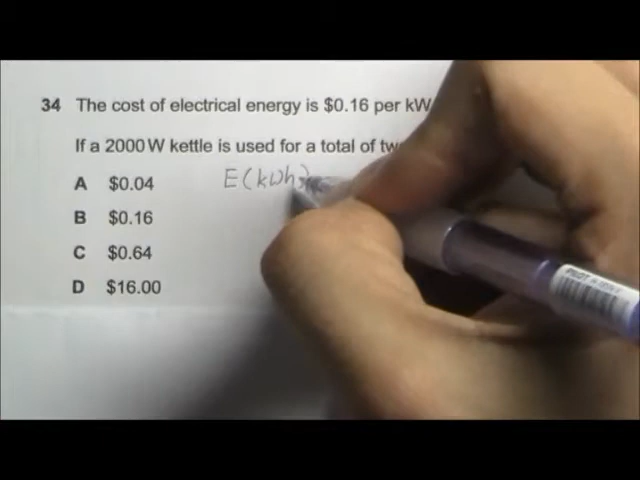 34 The cost of electrical energy is $0.16 per kW
If a 2000 W kettle is used for a total of
A $0.04
B $0.16
C $0.64
D $16.00
E (kWh)
PILOT